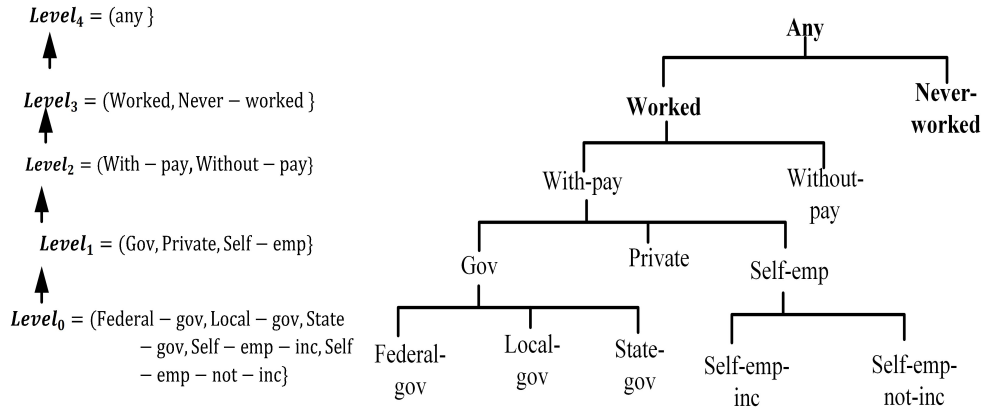 Level₄ = (any }
Level₃ = (Worked, Never − worked }
Level₂ = (With − pay, Without − pay}
Level₁ = (Gov, Private, Self − emp}
Level₀ = (Federal − gov, Local − gov, State
− gov, Self − emp − inc, Self
− emp − not − inc}
Any
Worked
Never-
worked
With-pay
Without-
pay
Gov
Private
Self-emp
Federal-
gov
Local-
gov
State-
gov
Self-emp-
inc
Self-emp-
not-inc